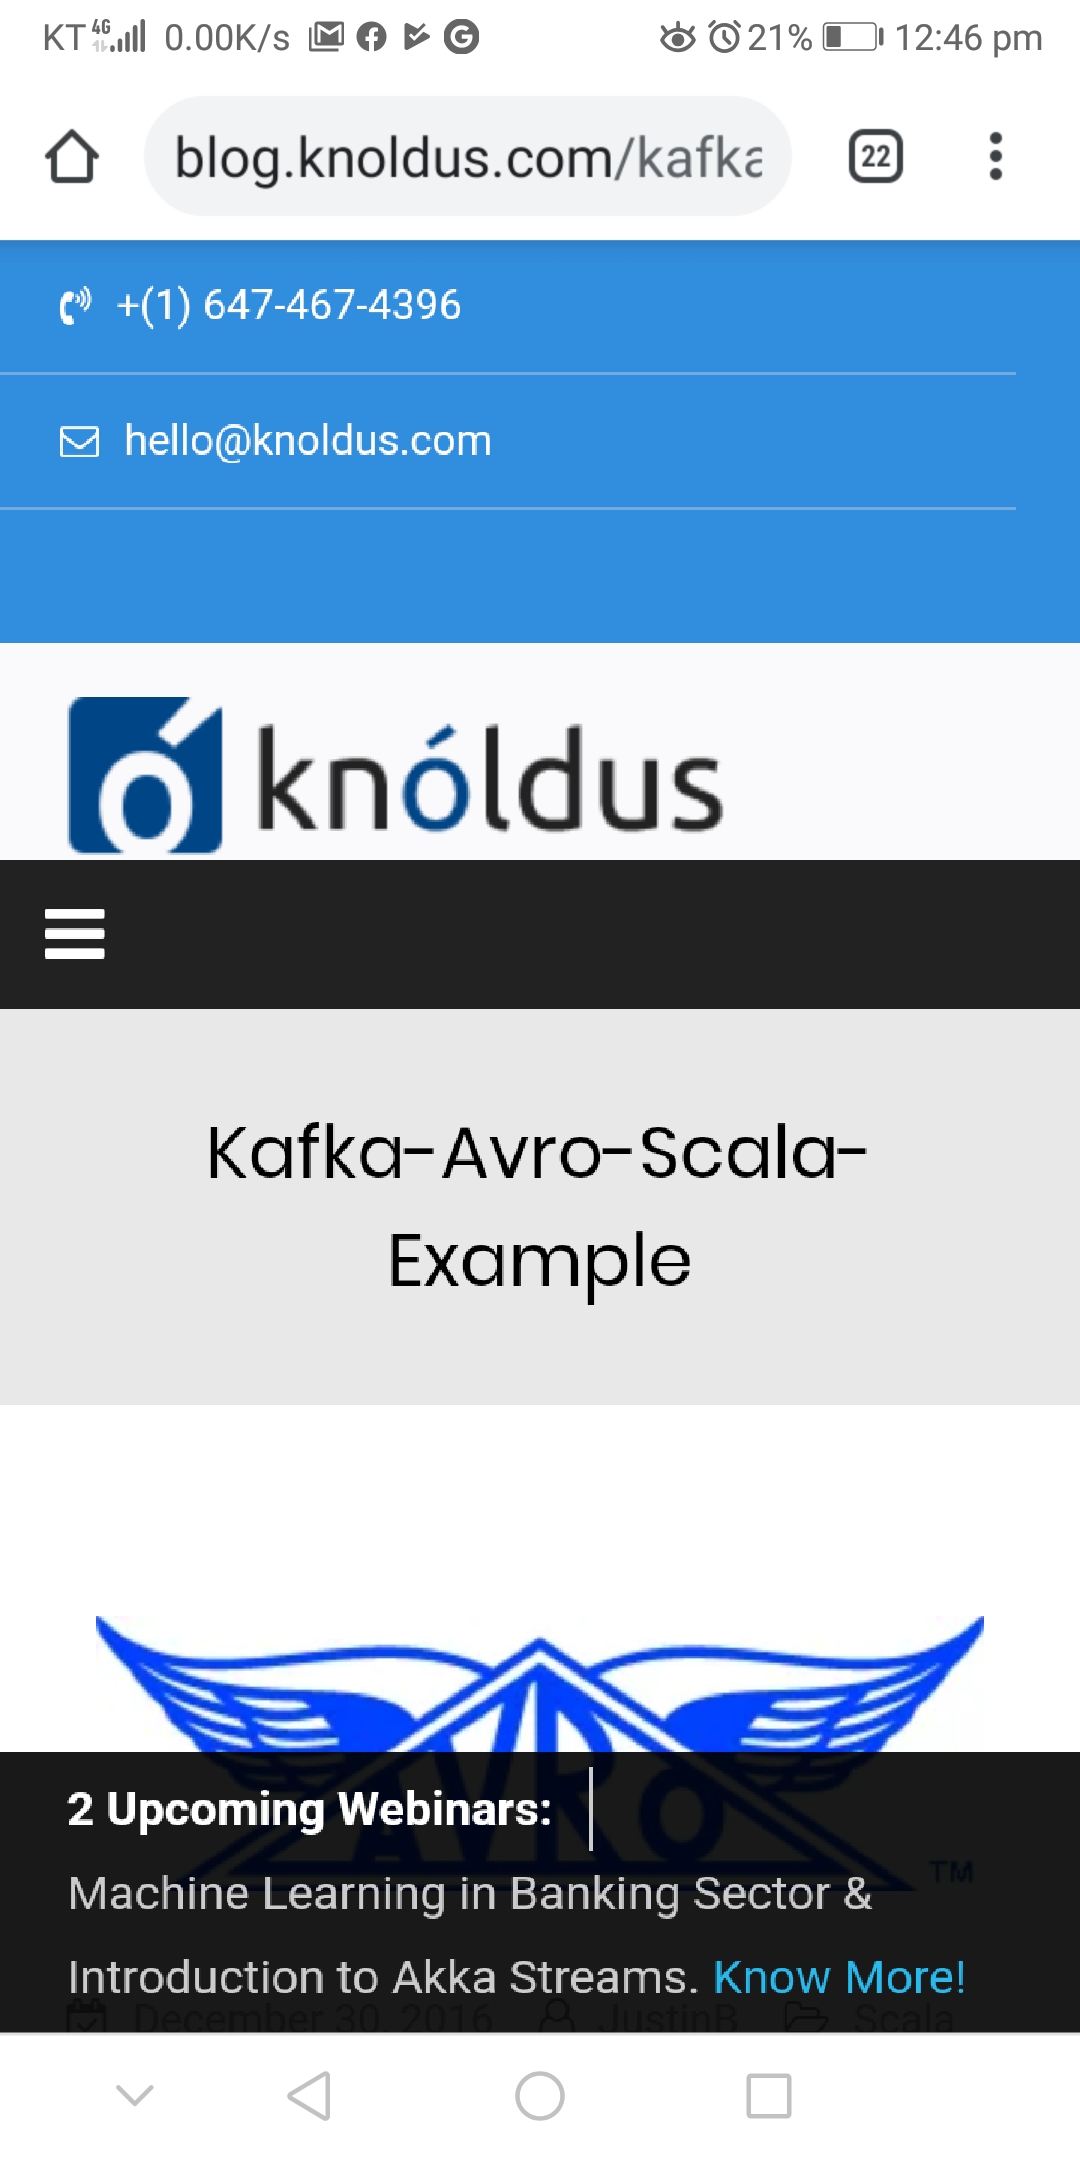 KT 4G 0.00K/s 21% 12:46 pm
blog.knoldus.com/kafka
22
+(1) 647-467-4396
hello@knoldus.com
knóldus
Kafka-Avro-Scala-
Example
AVRO
TM
2 Upcoming Webinars:
Machine Learning in Banking Sector &
Introduction to Akka Streams. Know More!
December 30, 2016 JustinB Scala